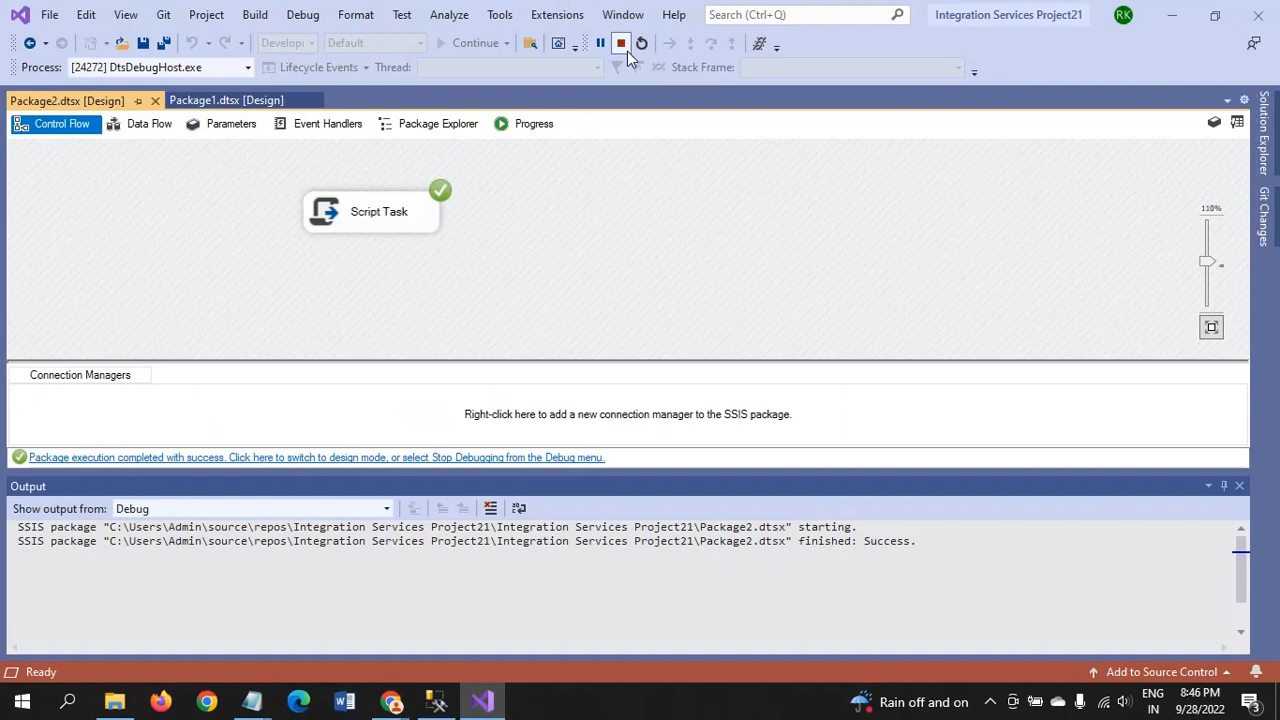 File Edit View Git Project Build Debug Format Test Analyze Tools Extensions Window Help Search (Ctrl+Q) Integration Services Project21 RK
Developi Default Continue
Process: [24272] DtsDebugHost.exe Lifecycle Events Thread: Stack Frame:
Package2.dtsx [Design] Package1.dtsx [Design]
Control Flow Data Flow Parameters Event Handlers Package Explorer Progress
Solution Explorer
Git Changes
Script Task
110%
Connection Managers
Right-click here to add a new connection manager to the SSIS package.
Package execution completed with success. Click here to switch to design mode, or select Stop Debugging from the Debug menu.
Output
Show output from: Debug
SSIS package "C:\Users\Admin\source\repos\Integration Services Project21\Integration Services Project21\Package2.dtsx" starting.
SSIS package "C:\Users\Admin\source\repos\Integration Services Project21\Integration Services Project21\Package2.dtsx" finished: Success.
Ready Add to Source Control
Rain off and on ENG 8:46 PM
IN 9/28/2022 3